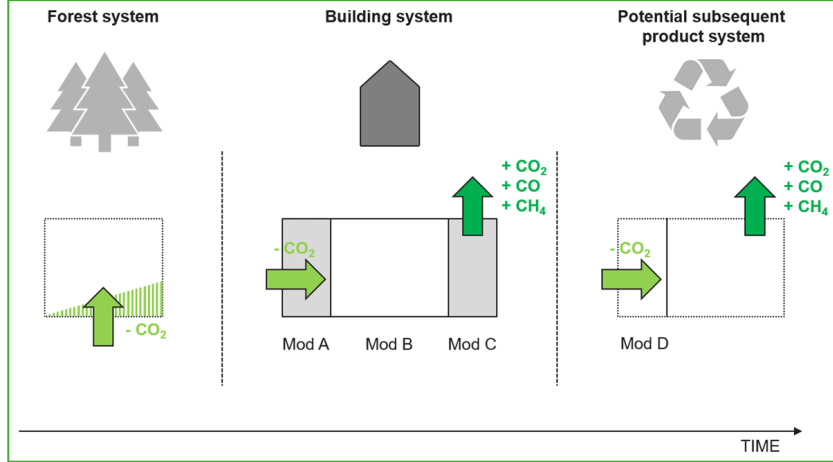 Forest system
Building system
Potential subsequent
product system
+ CO₂
+ CO
+ CH₄
+ CO₂
+ CO
+ CH₄
- CO₂
- CO₂
- CO₂
Mod A
Mod B
Mod C
Mod D
TIME